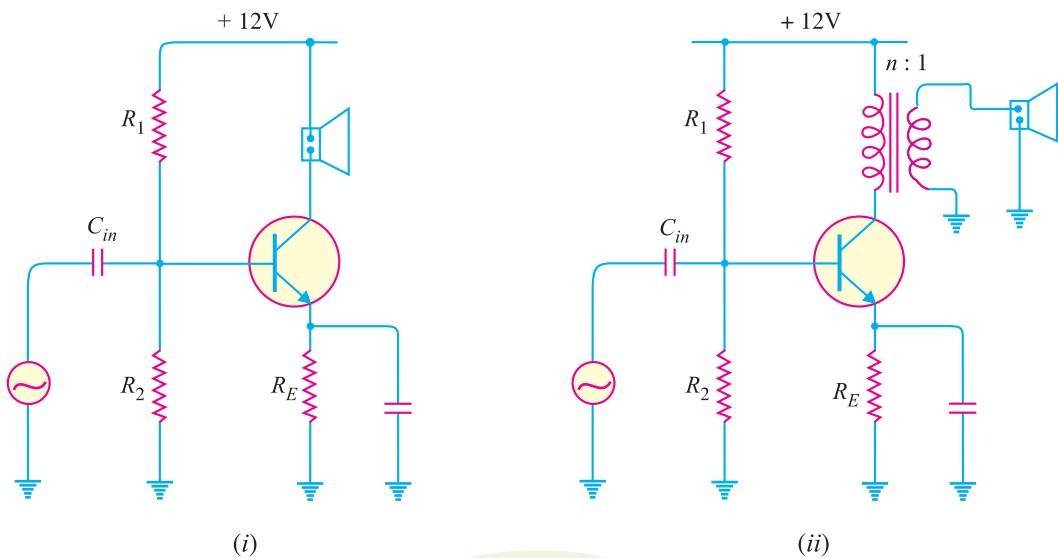 + 12V
R1
Cin
R2
RE
(i)
+ 12V
n : 1
R1
Cin
R2
RE
(ii)